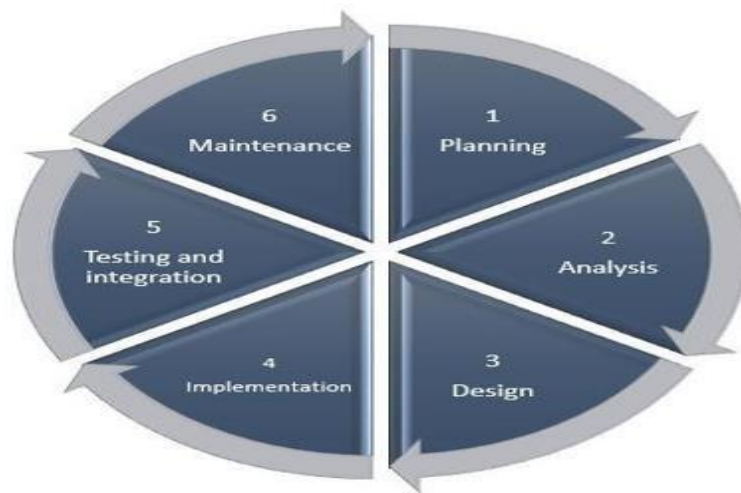 1
Planning
2
Analysis
3
Design
4
Implementation
5
Testing and
integration
6
Maintenance